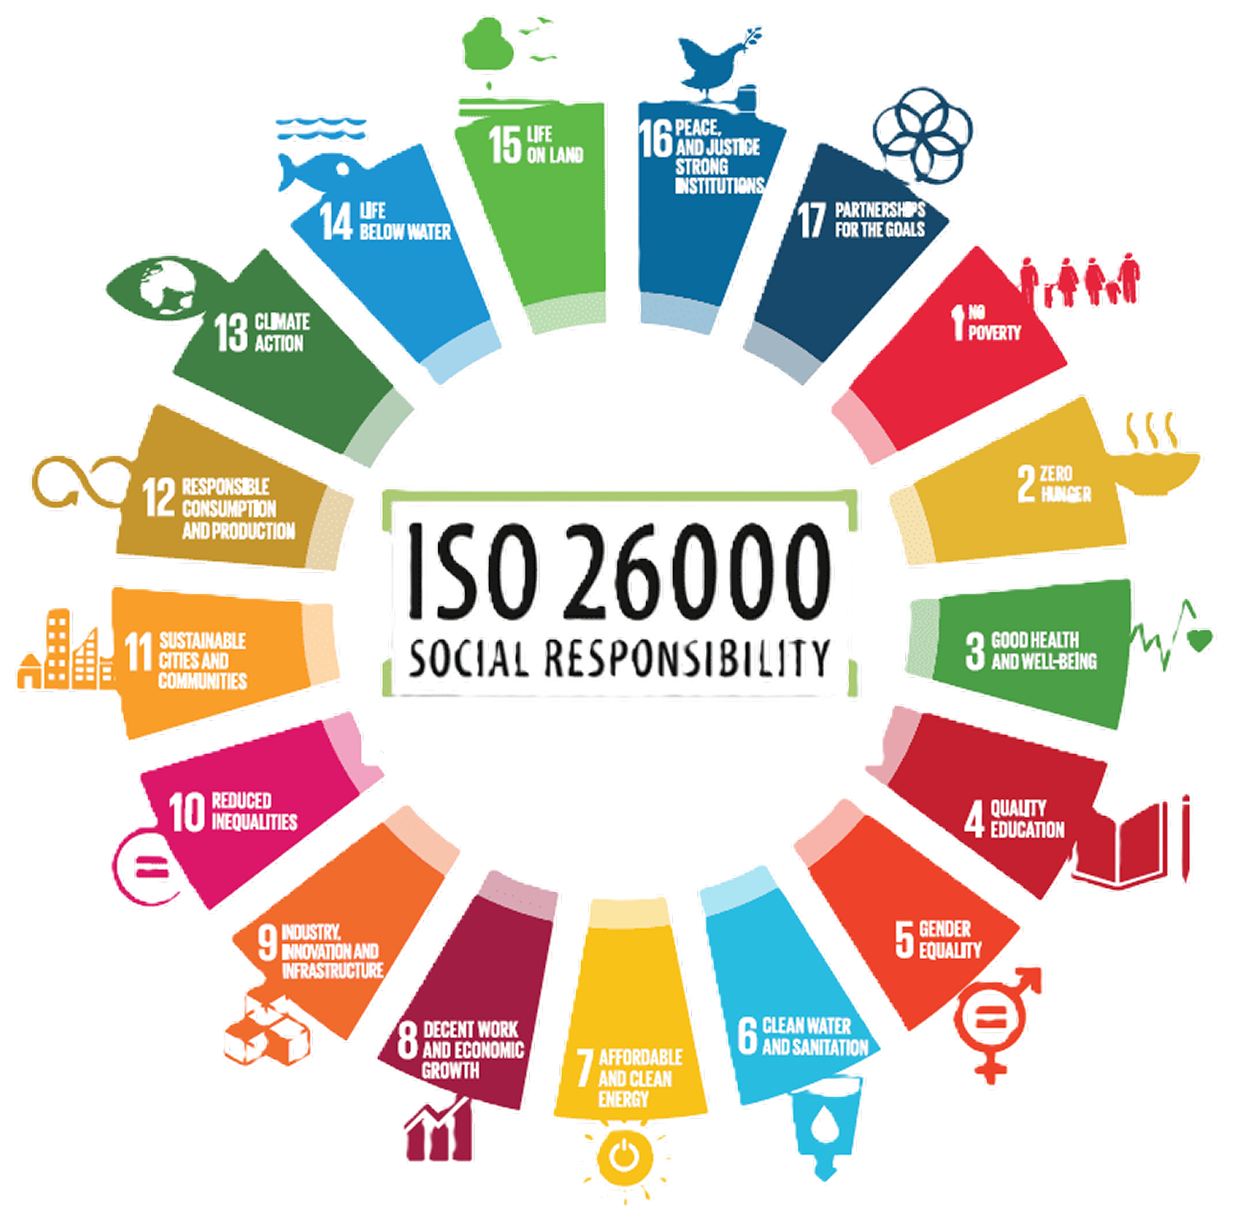 15 LIFE
ON LAND
16 PEACE,
AND JUSTICE
STRONG
INSTITUTIONS
14 LIFE
BELOW WATER
17 PARTNERSHIPS
FOR THE GOALS
13 CLIMATE
ACTION
1 NO
POVERTY
12 RESPONSIBLE
CONSUMPTION
AND PRODUCTION
2 ZERO
HUNGER
ISO 26000
SOCIAL RESPONSIBILITY
11 SUSTAINABLE
CITIES AND
COMMUNITIES
3 GOOD HEALTH
AND WELL-BEING
10 REDUCED
INEQUALITIES
4 QUALITY
EDUCATION
9 INDUSTRY,
INNOVATION AND
INFRASTRUCTURE
5 GENDER
EQUALITY
8 DECENT WORK
AND ECONOMIC
GROWTH
7 AFFORDABLE
AND CLEAN
ENERGY
6 CLEAN WATER
AND SANITATION